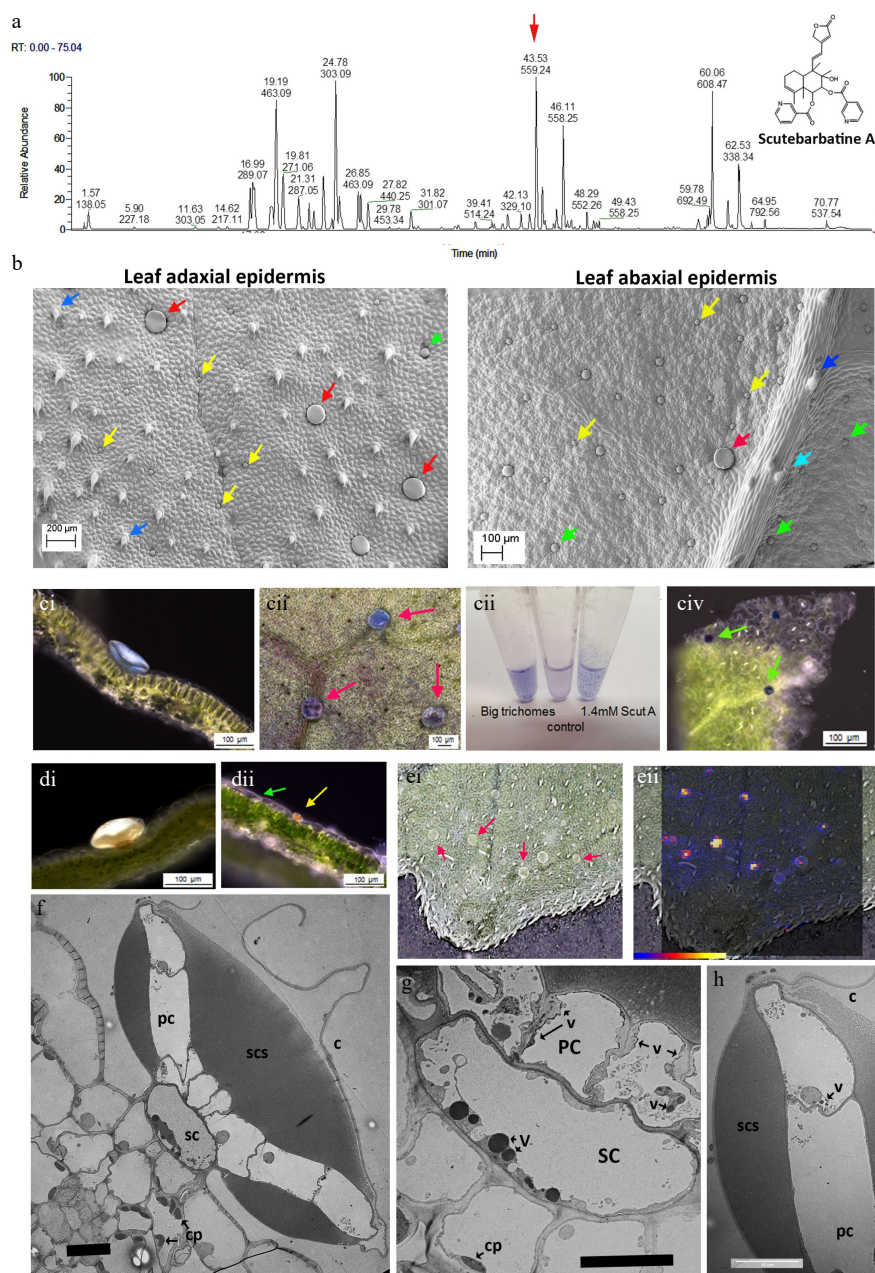 a
RT: 0.00 - 75.04
Relative Abundance
100
80
60
40
20
0
1.57
138.05
5.90
227.18
11.63
303.05
14.62
217.11
16.99
289.07
19.19
463.09
19.81
271.06
21.31
287.05
24.78
303.09
26.85
463.09
27.82
440.25
29.78
453.34
31.82
301.07
39.41
514.24
42.13
329.10
43.53
559.24
46.11
558.25
48.29
552.26
49.43
558.25
59.78
692.49
60.06
608.47
62.53
338.34
64.95
792.56
70.77
537.54
Time (min)
O
O
OH
O
O
O
O
N
N
Scutebarbatine A
b
Leaf adaxial epidermis
Leaf abaxial epidermis
200 µm
100 µm
ci
100 µm
cii
100 µm
cii
Big trichomes
control
1.4mM Scut A
civ
100 µm
di
100 µm
dii
100 µm
ei
eii
f
pc
scs
c
sc
cp
g
v
PC
v
v
V
SC
cp
h
c
v
scs
pc